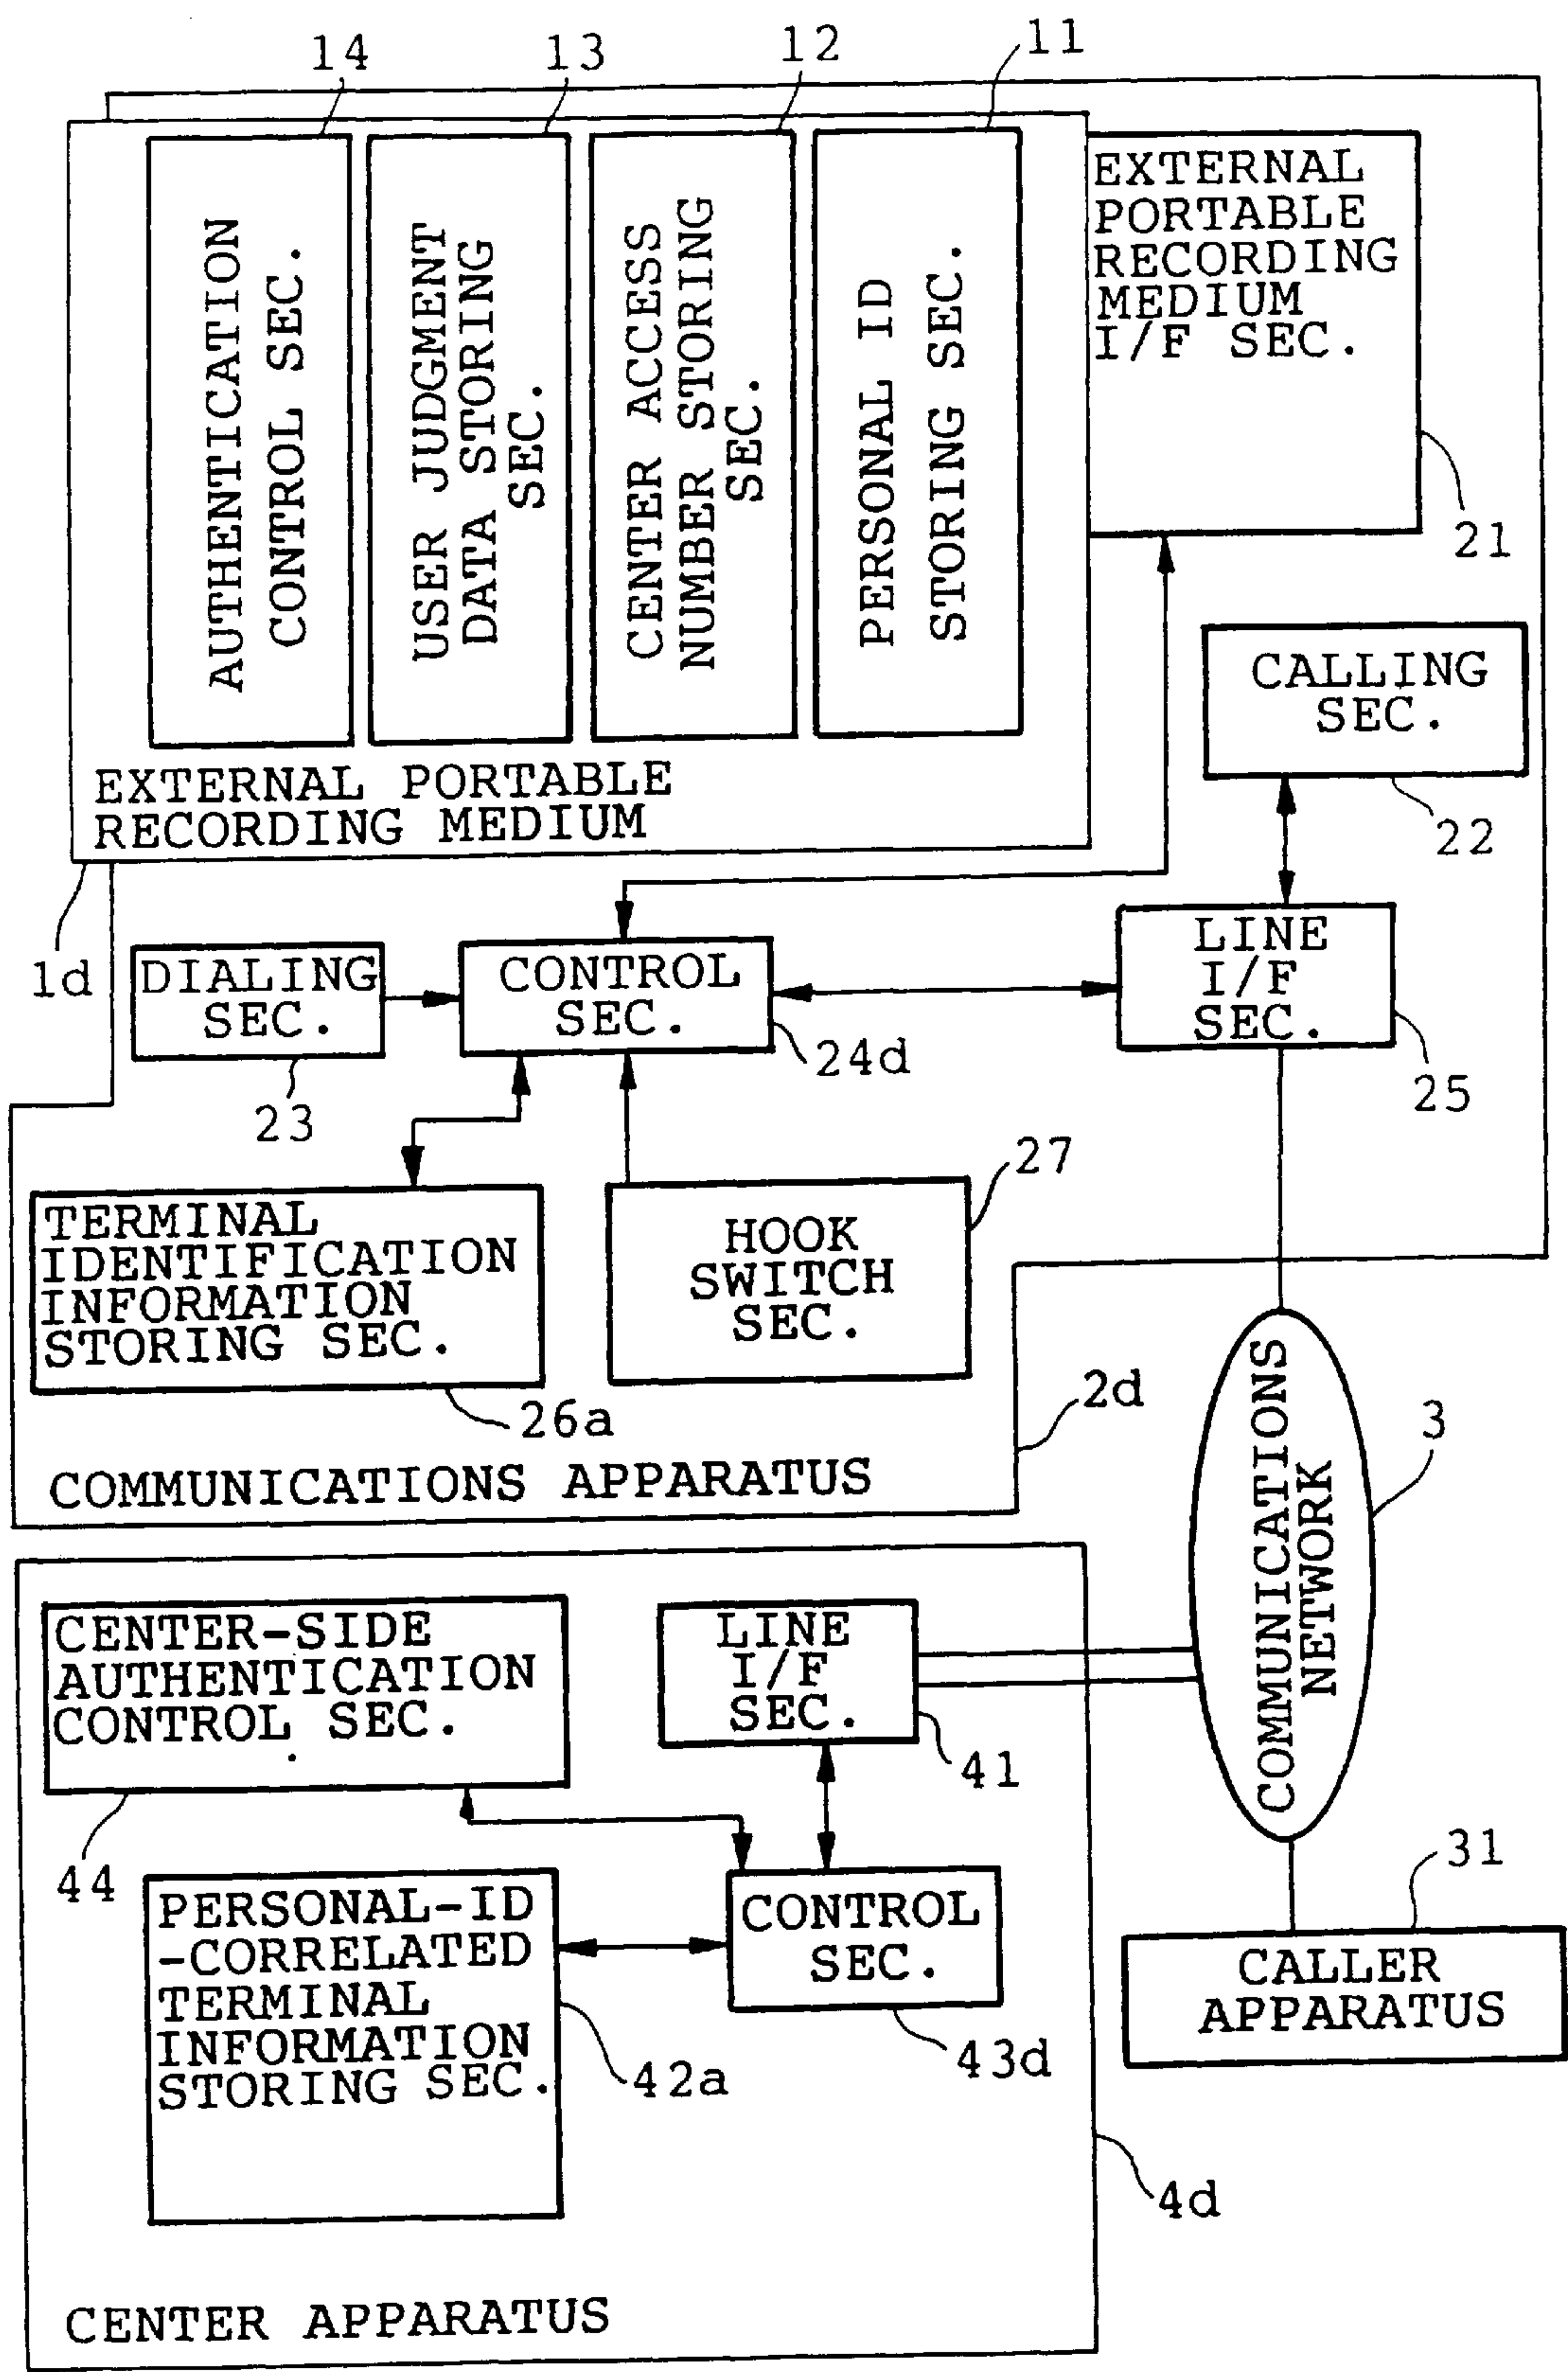 14
13
12
11
AUTHENTICATION
CONTROL SEC.
USER JUDGMENT
DATA STORING
SEC.
CENTER ACCESS
NUMBER STORING
SEC.
PERSONAL ID
STORING SEC.
EXTERNAL
PORTABLE
RECORDING
MEDIUM
I/F SEC.
21
EXTERNAL PORTABLE
RECORDING MEDIUM
1d
CALLING
SEC.
22
DIALING
SEC.
23
CONTROL
SEC.
24d
LINE
I/F
SEC.
25
TERMINAL
IDENTIFICATION
INFORMATION
STORING SEC.
26a
HOOK
SWITCH
SEC.
27
COMMUNICATIONS APPARATUS
2d
COMMUNICATIONS
NETWORK
3
CENTER-SIDE
AUTHENTICATION
CONTROL SEC.
44
LINE
I/F
SEC.
41
PERSONAL-ID
-CORRELATED
TERMINAL
INFORMATION
STORING SEC.
42a
CONTROL
SEC.
43d
31
CALLER
APPARATUS
4d
CENTER APPARATUS